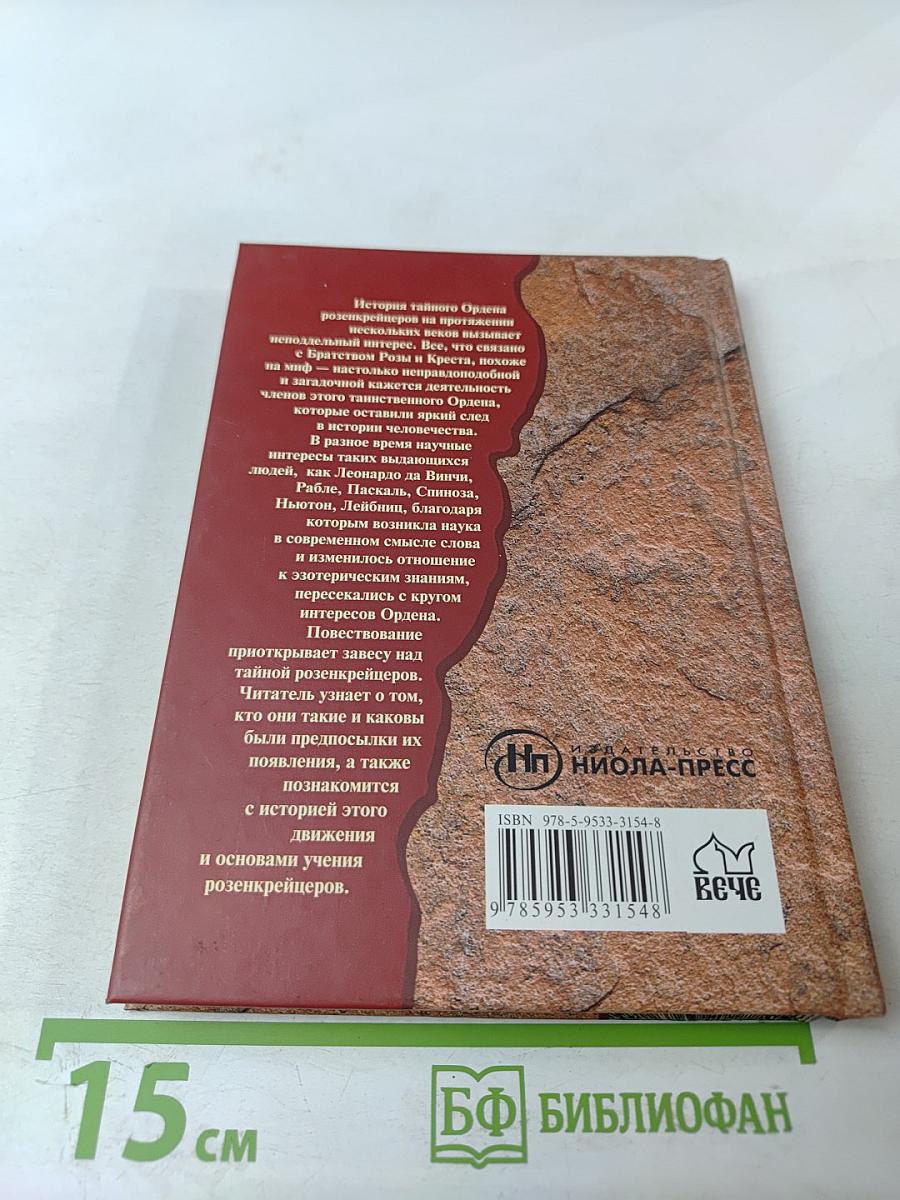 История тайного Ордена
розенкрейцеров на протяжении
нескольких веков вызывает
неподдельный интерес. Все, что связано
с Братством Розы и Креста, похоже
на миф — настолько неправдоподобной
и загадочной кажется деятельность
членов этого таинственного Ордена,
которые оставили яркий след
в истории человечества.
В разное время научные
интересы таких выдающихся
людей, как Леонардо да Винчи,
Рабле, Паскаль, Спиноза,
Ньютон, Лейбниц, благодаря
которым возникла наука
в современном смысле слова
и изменилось отношение
к эзотерическим знаниям,
пересекались с кругом
интересов Ордена.
Повествование
приоткрывает завесу над
тайной розенкрейцеров.
Читатель узнает о том,
кто они такие и каковы
были предпосылки их
появления, а также
познакомится
с историей этого
движения
и основами учения
розенкрейцеров.
Нп
ИЗДАТЕЛЬСТВО
НИОЛА-ПРЕСС
ISBN 978-5-9533-3154-8
9 785953 331548
ВЕЧЕ
15 см
БФ БИБЛИОФАН